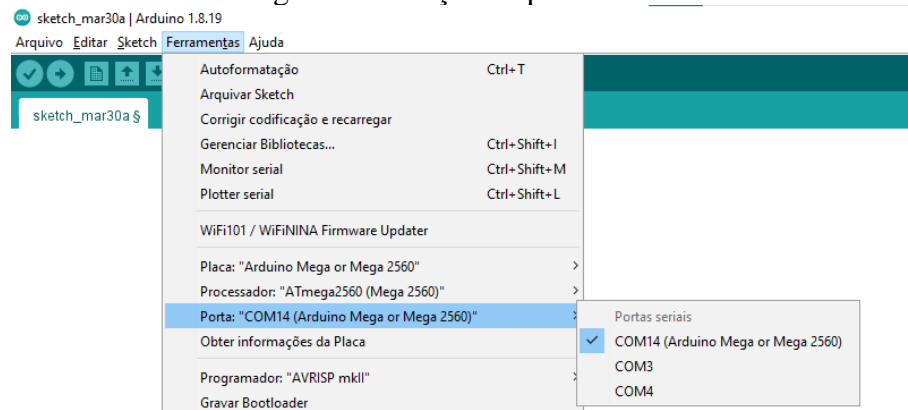 sketch_mar30a | Arduino 1.8.19
Arquivo Editar Sketch Ferramentas Ajuda
sketch_mar30a §
Autoformatação Ctrl+T
Arquivar Sketch
Corrigir codificação e recarregar
Gerenciar Bibliotecas... Ctrl+Shift+I
Monitor serial Ctrl+Shift+M
Plotter serial Ctrl+Shift+L
WiFi101 / WiFiNINA Firmware Updater
Placa: "Arduino Mega or Mega 2560"
Processador: "ATmega2560 (Mega 2560)"
Porta: "COM14 (Arduino Mega or Mega 2560)"
Obter informações da Placa
Programador: "AVRISP mkII"
Gravar Bootloader
Portas seriais
COM14 (Arduino Mega or Mega 2560)
COM3
COM4